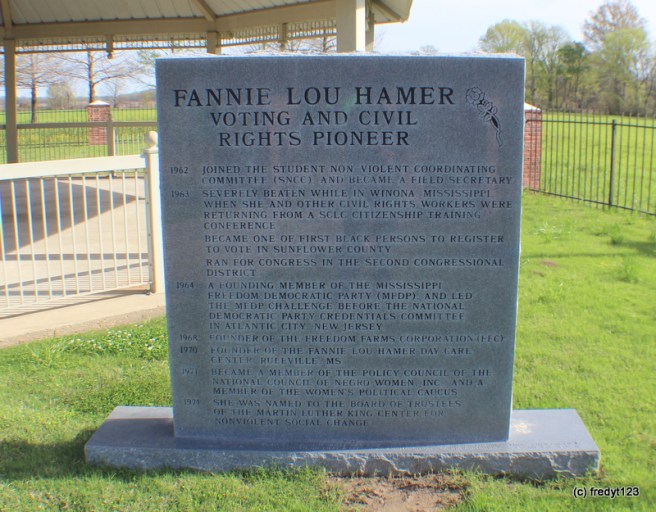 FANNIE LOU HAMER
VOTING AND CIVIL
RIGHTS PIONEER
1962 JOINED THE STUDENT NON VIOLENT COORDINATING
COMMITTEE (SNCC) AND BECAME A FIELD SECRETARY
1963 SEVERELY BEATEN WHILE IN WINONA, MISSISSIPPI
WHEN SHE AND OTHER CIVIL RIGHTS WORKERS WERE
RETURNING FROM A SCLC CITIZENSHIP TRAINING
CONFERENCE
BECAME ONE OF FIRST BLACK PERSONS TO REGISTER
TO VOTE IN SUNFLOWER COUNTY
RAN FOR CONGRESS IN THE SECOND CONGRESSIONAL
DISTRICT
1964 A FOUNDING MEMBER OF THE MISSISSIPPI
FREEDOM DEMOCRATIC PARTY (MFDP) AND LED
THE MFDP CHALLENGE BEFORE THE NATIONAL
DEMOCRATIC PARTY CREDENTIALS COMMITTEE
IN ATLANTIC CITY, NEW JERSEY
FOUNDER OF THE FREEDOM FARMS CORPORATION (FFC)
1970 FOUNDER OF THE FANNIE LOU HAMER DAY CARE
CENTER, RULEVILLE, MS
BECAME A MEMBER OF THE POLICY COUNCIL OF THE
NATIONAL COUNCIL OF NEGRO WOMEN, INC. AND A
MEMBER OF THE WOMEN'S POLITICAL CAUCUS
SHE WAS NAMED TO THE BOARD OF TRUSTEES
OF THE MARTIN LUTHER KING CENTER FOR
NONVIOLENT SOCIAL CHANGE
(c) fredyt123